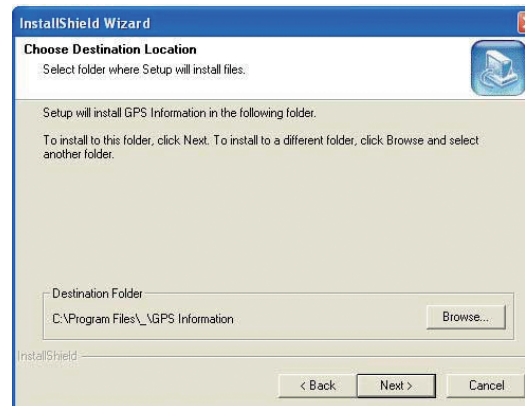 InstallShield Wizard
Choose Destination Location
Select folder where Setup will install files.
Setup will install GPS Information in the following folder.
To install to this folder, click Next. To install to a different folder, click Browse and select
another folder.
Destination Folder
C:\Program Files\_\GPS Information
Browse...
InstallShield
< Back
Next >
Cancel